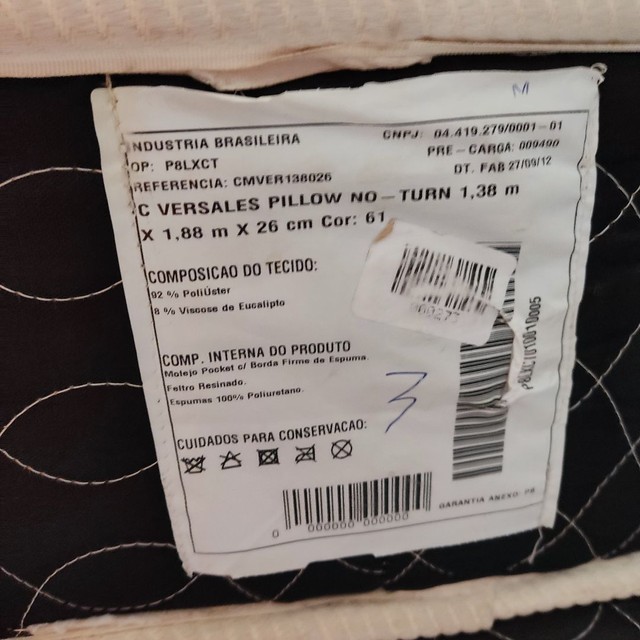 M
INDUSTRIA BRASILEIRA CNPJ: 04.419.279/0001-01
OP: P8LXCT PRE-CARGA: 009490
REFERENCIA: CMVER138026 DT. FAB 27/09/12
C VERSALES PILLOW NO-TURN 1,38 m
X 1,88 m X 26 cm Cor: 61
COMPOSICAO DO TECIDO:
92 % PoliÚster
8 % Viscose de Eucalipto
COMP. INTERNA DO PRODUTO
Molejo Pocket c/ Borda Firme de Espuma.
Feltro Resinado.
Espumas 100% Poliuretano.
3
CUIDADOS PARA CONSERVACAO:
0 000000 000000
GARANTIA ANEXO: P8